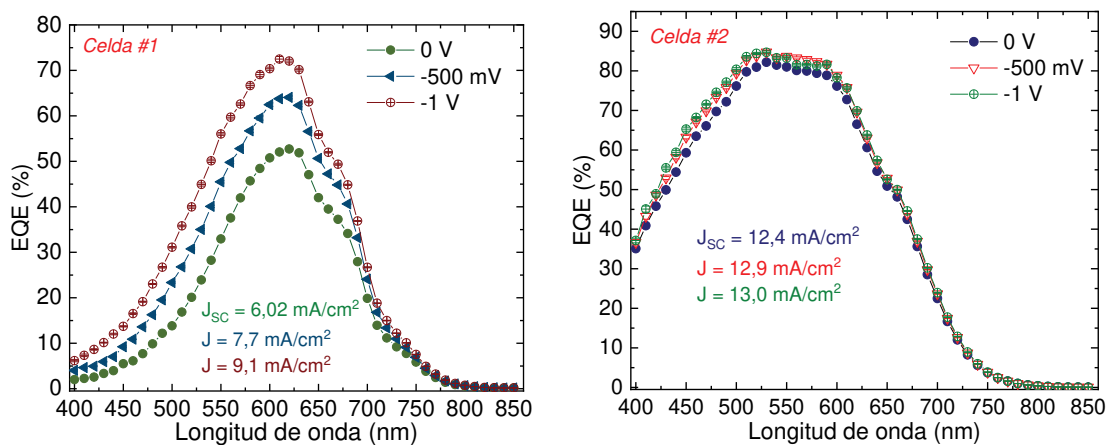 Celda #1
0 V
-500 mV
-1 V
EQE (%)
80
70
60
50
40
30
20
10
0
J_SC = 6,02 mA/cm²
J = 7,7 mA/cm²
J = 9,1 mA/cm²
400 450 500 550 600 650 700 750 800 850
Longitud de onda (nm)
Celda #2
0 V
-500 mV
-1 V
EQE (%)
90
80
70
60
50
40
30
20
10
0
J_SC = 12,4 mA/cm²
J = 12,9 mA/cm²
J = 13,0 mA/cm²
400 450 500 550 600 650 700 750 800 850
Longitud de onda (nm)